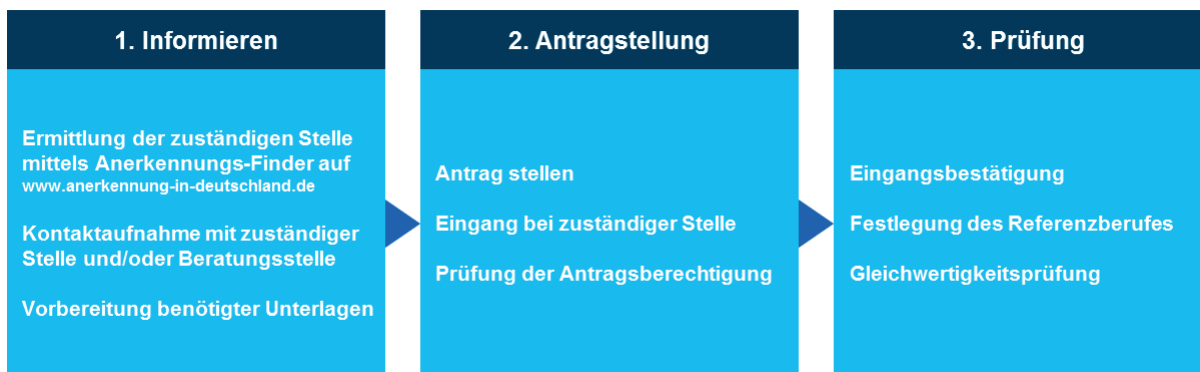 1. Informieren
Ermittlung der zuständigen Stelle
mittels Anerkennungs-Finder auf
www.anerkennung-in-deutschland.de
Kontaktaufnahme mit zuständiger
Stelle und/oder Beratungsstelle
Vorbereitung benötigter Unterlagen
2. Antragstellung
Antrag stellen
Eingang bei zuständiger Stelle
Prüfung der Antragsberechtigung
3. Prüfung
Eingangsbestätigung
Festlegung des Referenzberufes
Gleichwertigkeitsprüfung